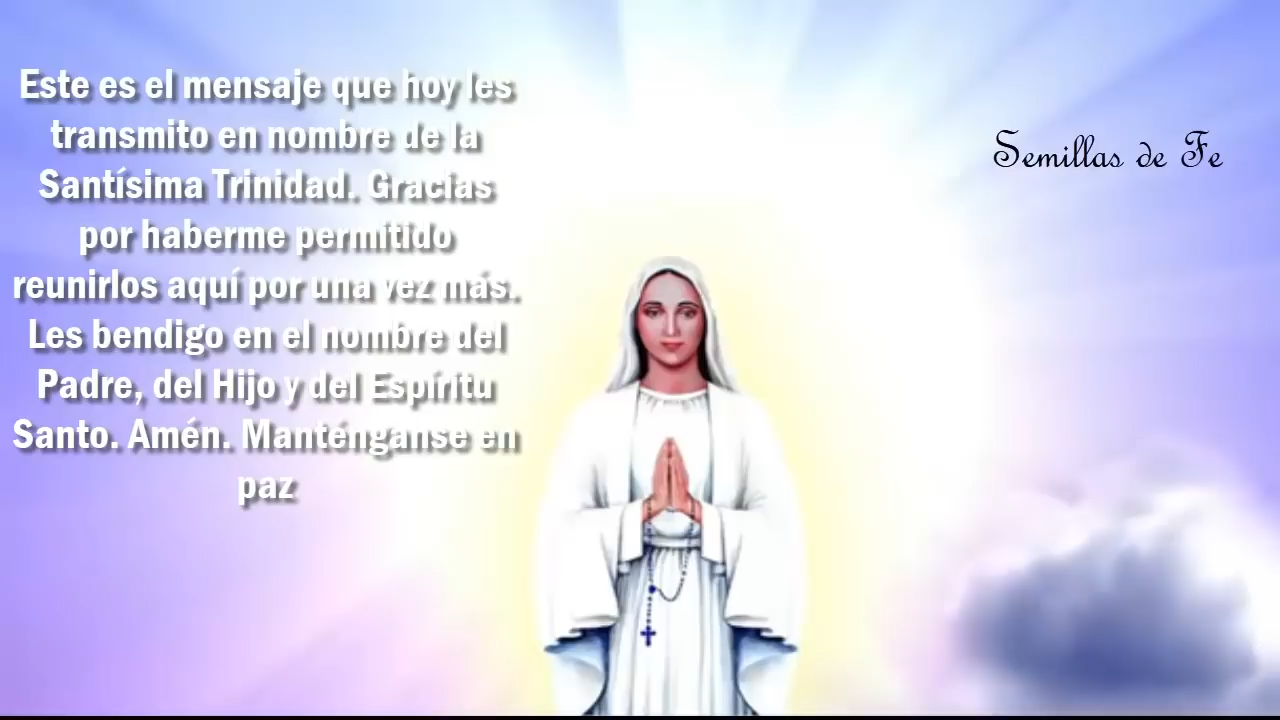 Este es el mensaje que hoy les
transmito en nombre de la
Santísima Trinidad. Gracias
por haberme permitido
reunirlos aquí por una vez más.
Les bendigo en el nombre del
Padre, del Hijo y del Espíritu
Santo. Amén. Manténganse en
paz
Semillas de Fe